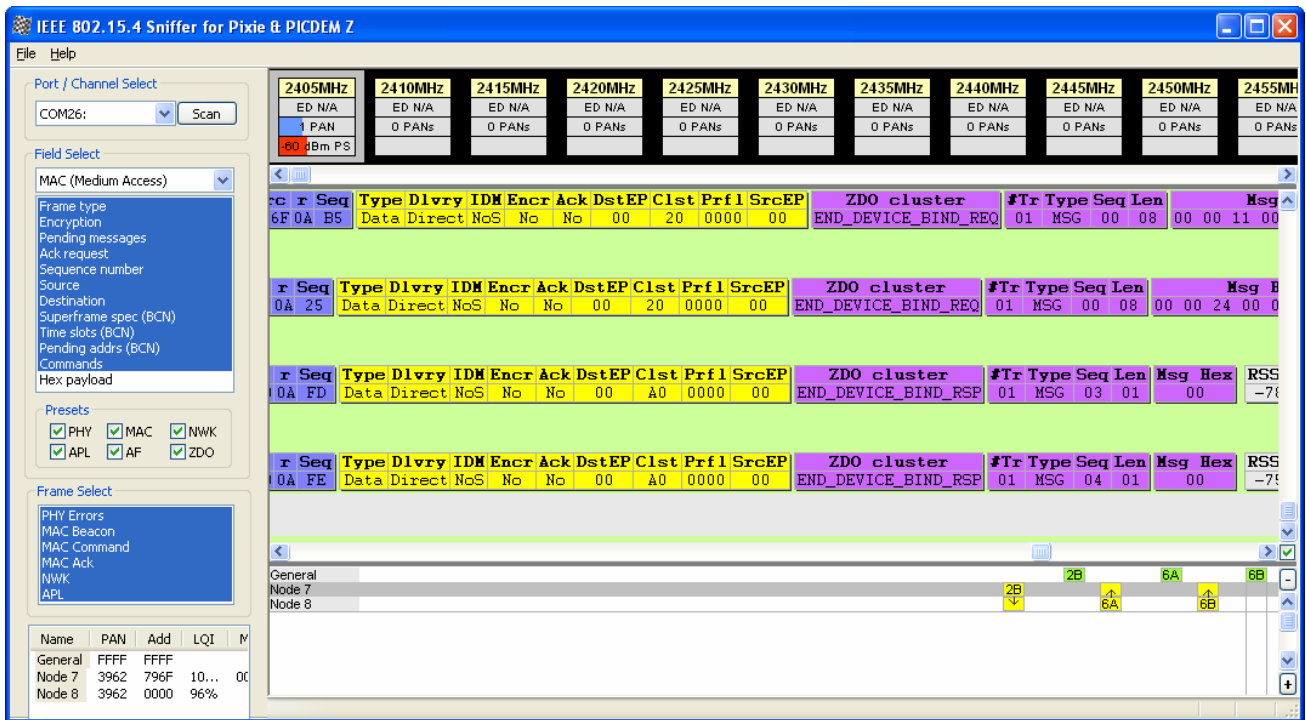 IEEE 802.15.4 Sniffer for Pixie & PICDEM Z
File Help
Port / Channel Select
COM26: Scan
Field Select
MAC (Medium Access)
Frame type
Encryption
Pending messages
Ack request
Sequence number
Source
Destination
Superframe spec (BCN)
Time slots (BCN)
Pending addrs (BCN)
Commands
Hex payload
Presets
PHY MAC NWK
APL AF ZDO
Frame Select
PHY Errors
MAC Beacon
MAC Command
MAC Ack
NWK
APL
Name PAN Add LQI M
General FFFF FFFF
Node 7 3962 796F 10... 00
Node 8 3962 0000 96%
2405MHz 2410MHz 2415MHz 2420MHz 2425MHz 2430MHz 2435MHz 2440MHz 2445MHz 2450MHz 2455MH
ED N/A ED N/A ED N/A ED N/A ED N/A ED N/A ED N/A ED N/A ED N/A ED N/A ED N/A
1 PAN 0 PANs 0 PANs 0 PANs 0 PANs 0 PANs 0 PANs 0 PANs 0 PANs 0 PANs 0 PANs
-60 dBm PS
rc r Seq Type Dlvry IDM Encr Ack DstEP Clst Prfl SrcEP ZDO cluster #Tr Type Seq Len Msg
6F 0A B5 Data Direct NoS No No 00 20 0000 00 END_DEVICE_BIND_REQ 01 MSG 00 08 00 00 11 00
r Seq Type Dlvry IDM Encr Ack DstEP Clst Prfl SrcEP ZDO cluster #Tr Type Seq Len Msg H
0A 25 Data Direct NoS No No 00 20 0000 00 END_DEVICE_BIND_REQ 01 MSG 00 08 00 00 24 00 0
r Seq Type Dlvry IDM Encr Ack DstEP Clst Prfl SrcEP ZDO cluster #Tr Type Seq Len Msg Hex RSS
0A FD Data Direct NoS No No 00 A0 0000 00 END_DEVICE_BIND_RSP 01 MSG 03 01 00
r Seq Type Dlvry IDM Encr Ack DstEP Clst Prfl SrcEP ZDO cluster #Tr Type Seq Len Msg Hex RSS
0A FE Data Direct NoS No No 00 A0 0000 00 END_DEVICE_BIND_RSP 01 MSG 04 01 00
General 2B 6A 6B
Node 7 2B
Node 8 6A 6B